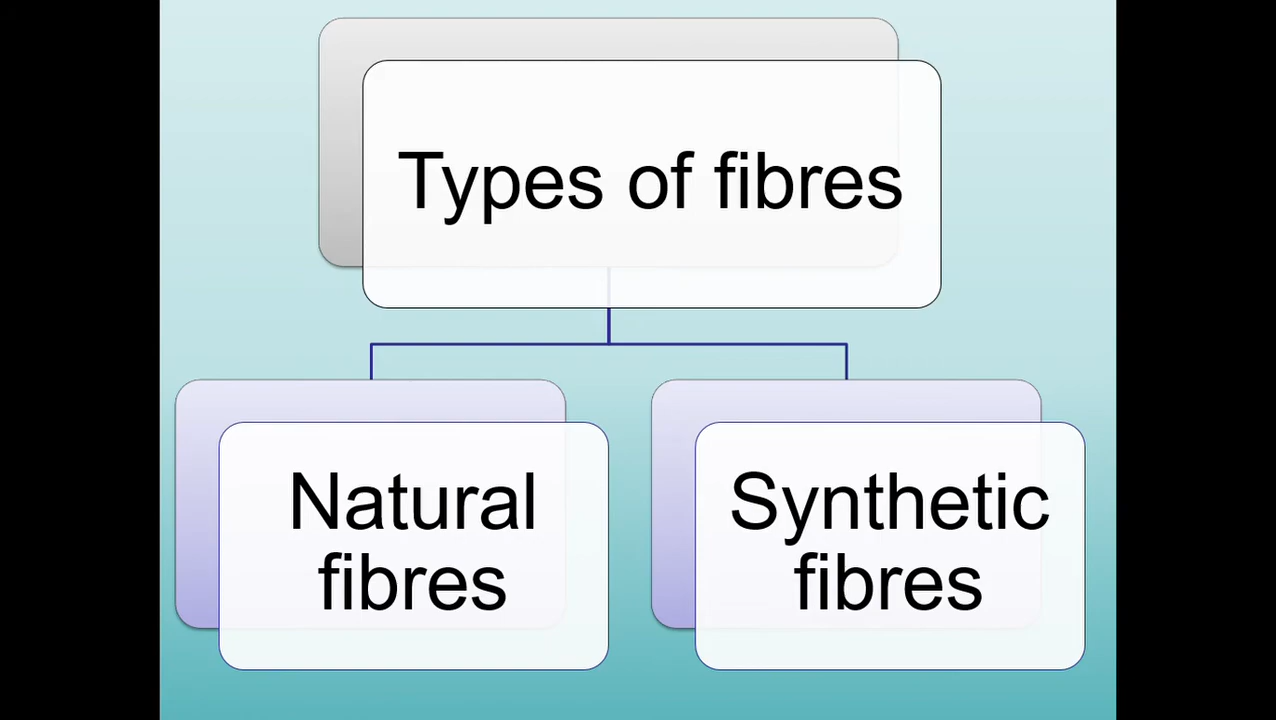 Types of fibres
Natural
fibres
Synthetic
fibres